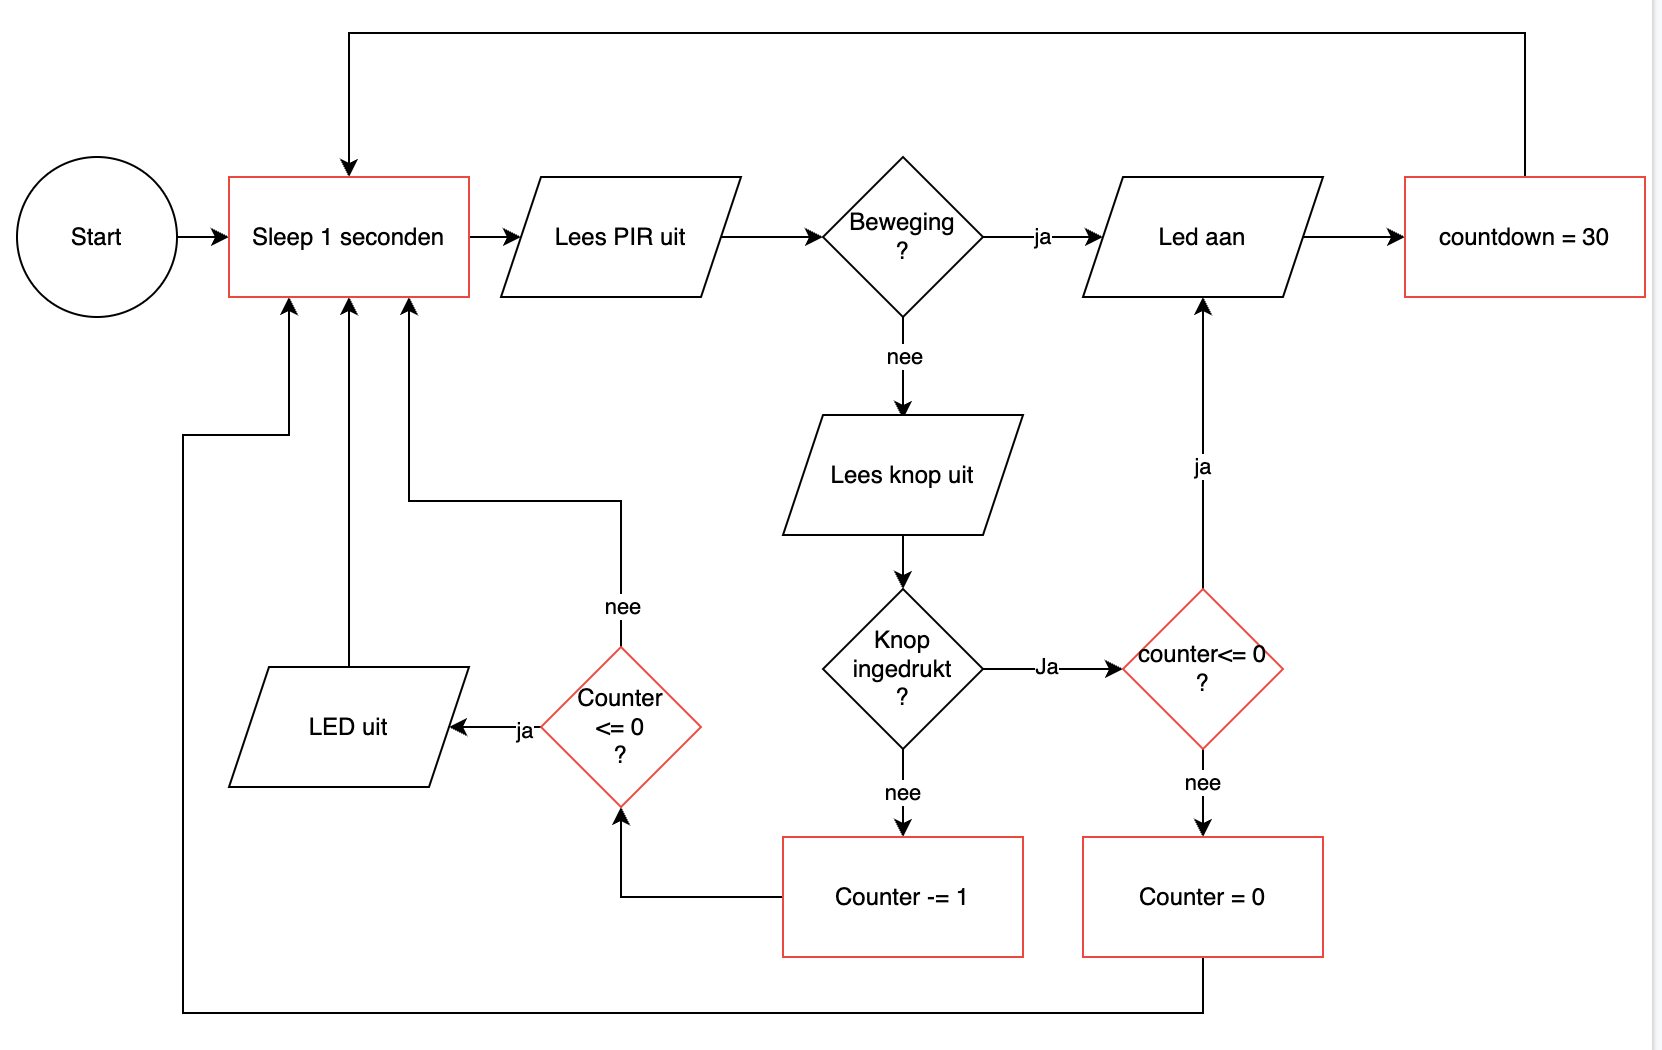 Start
Sleep 1 seconden
Lees PIR uit
Beweging
?
ja
Led aan
countdown = 30
nee
Lees knop uit
ja
nee
Knop
ingedrukt
?
Ja
counter<= 0
?
Counter
<= 0
?
ja
LED uit
nee
nee
Counter -= 1
Counter = 0